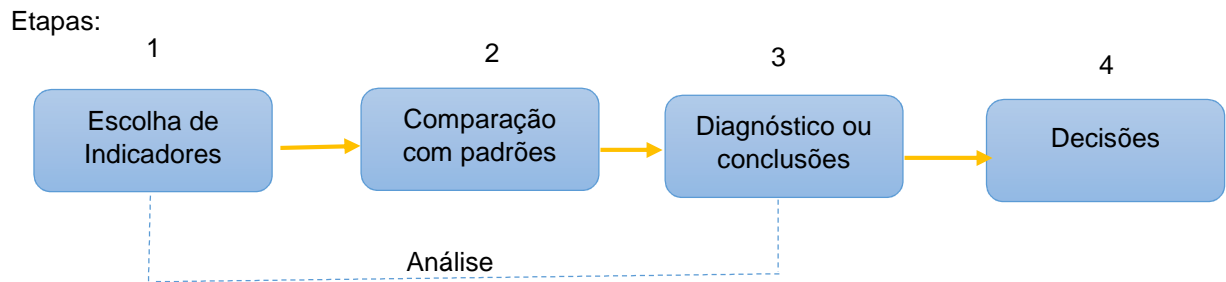 Etapas:
1
2
3
4
Escolha de
Indicadores
Comparação
com padrões
Diagnóstico ou
conclusões
Decisões
Análise